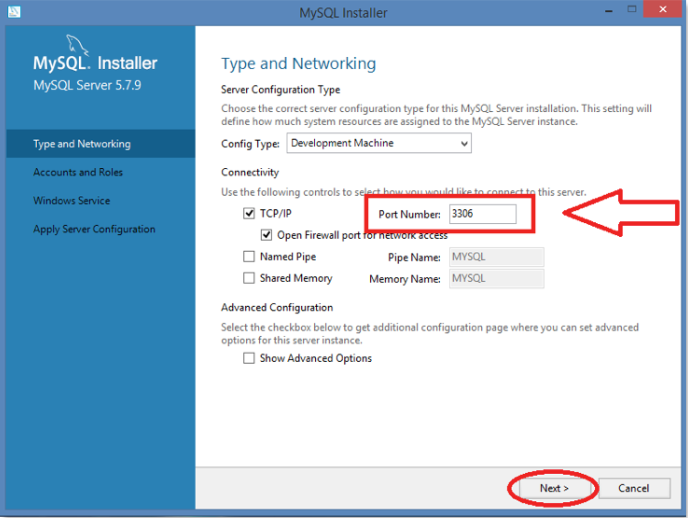 MySQL Installer
MySQL. Installer
MySQL Server 5.7.9
Type and Networking
Accounts and Roles
Windows Service
Apply Server Configuration
Type and Networking
Server Configuration Type
Choose the correct server configuration type for this MySQL Server installation. This setting will
define how much system resources are assigned to the MySQL Server instance.
Config Type: Development Machine
Connectivity
Use the following controls to select how you would like to connect to this server.
TCP/IP Port Number: 3306
Open Firewall port for network access
Named Pipe Pipe Name: MYSQL
Shared Memory Memory Name: MYSQL
Advanced Configuration
Select the checkbox below to get additional configuration page where you can set advanced
options for this server instance.
Show Advanced Options
Next > Cancel